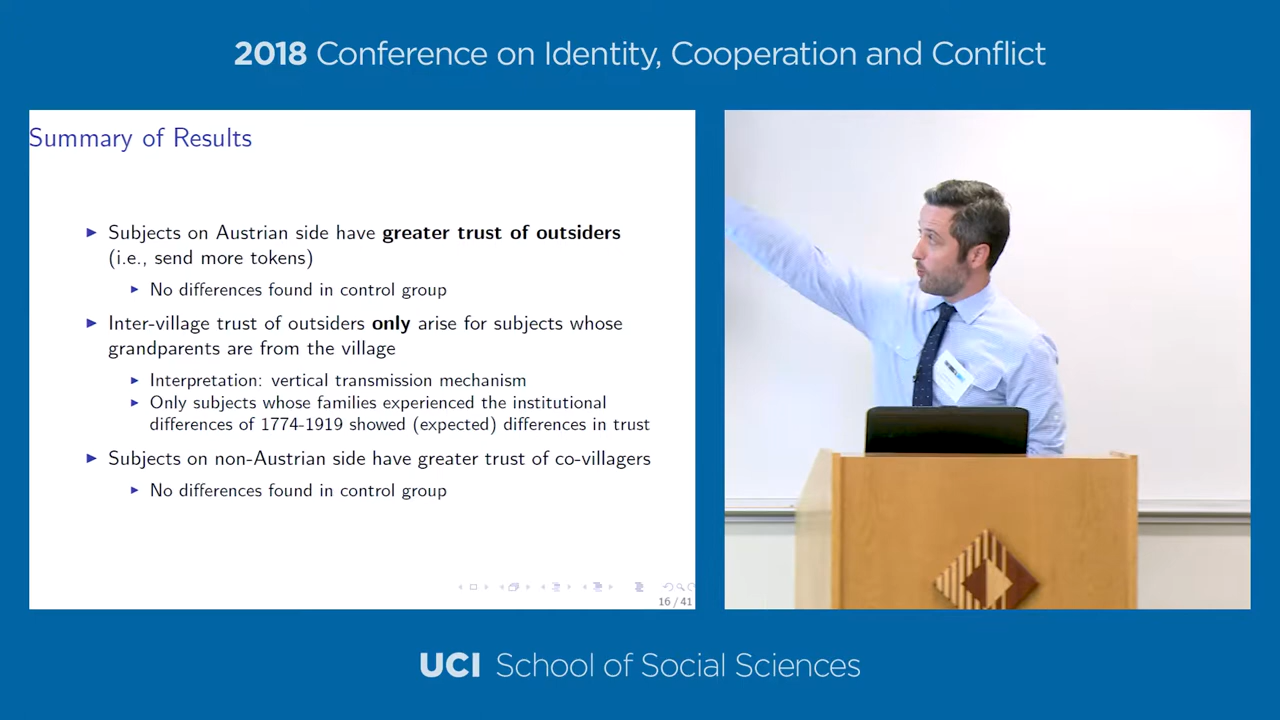 2018 Conference on Identity, Cooperation and Conflict
Summary of Results
Subjects on Austrian side have greater trust of outsiders
(i.e., send more tokens)
No differences found in control group
Inter-village trust of outsiders only arise for subjects whose
grandparents are from the village
Interpretation: vertical transmission mechanism
Only subjects whose families experienced the institutional
differences of 1774-1919 showed (expected) differences in trust
Subjects on non-Austrian side have greater trust of co-villagers
No differences found in control group
16 / 41
UCI School of Social Sciences